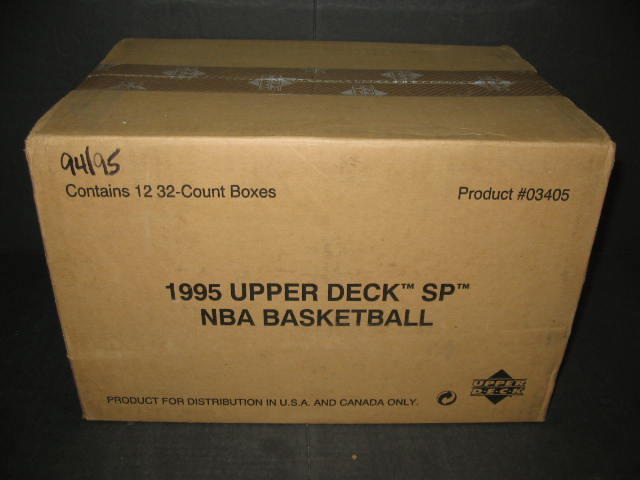 94/95
Contains 12 32-Count Boxes
Product #03405
1995 UPPER DECK™ SP™
NBA BASKETBALL
PRODUCT FOR DISTRIBUTION IN U.S.A. AND CANADA ONLY.
UPPER
D·E·C·K